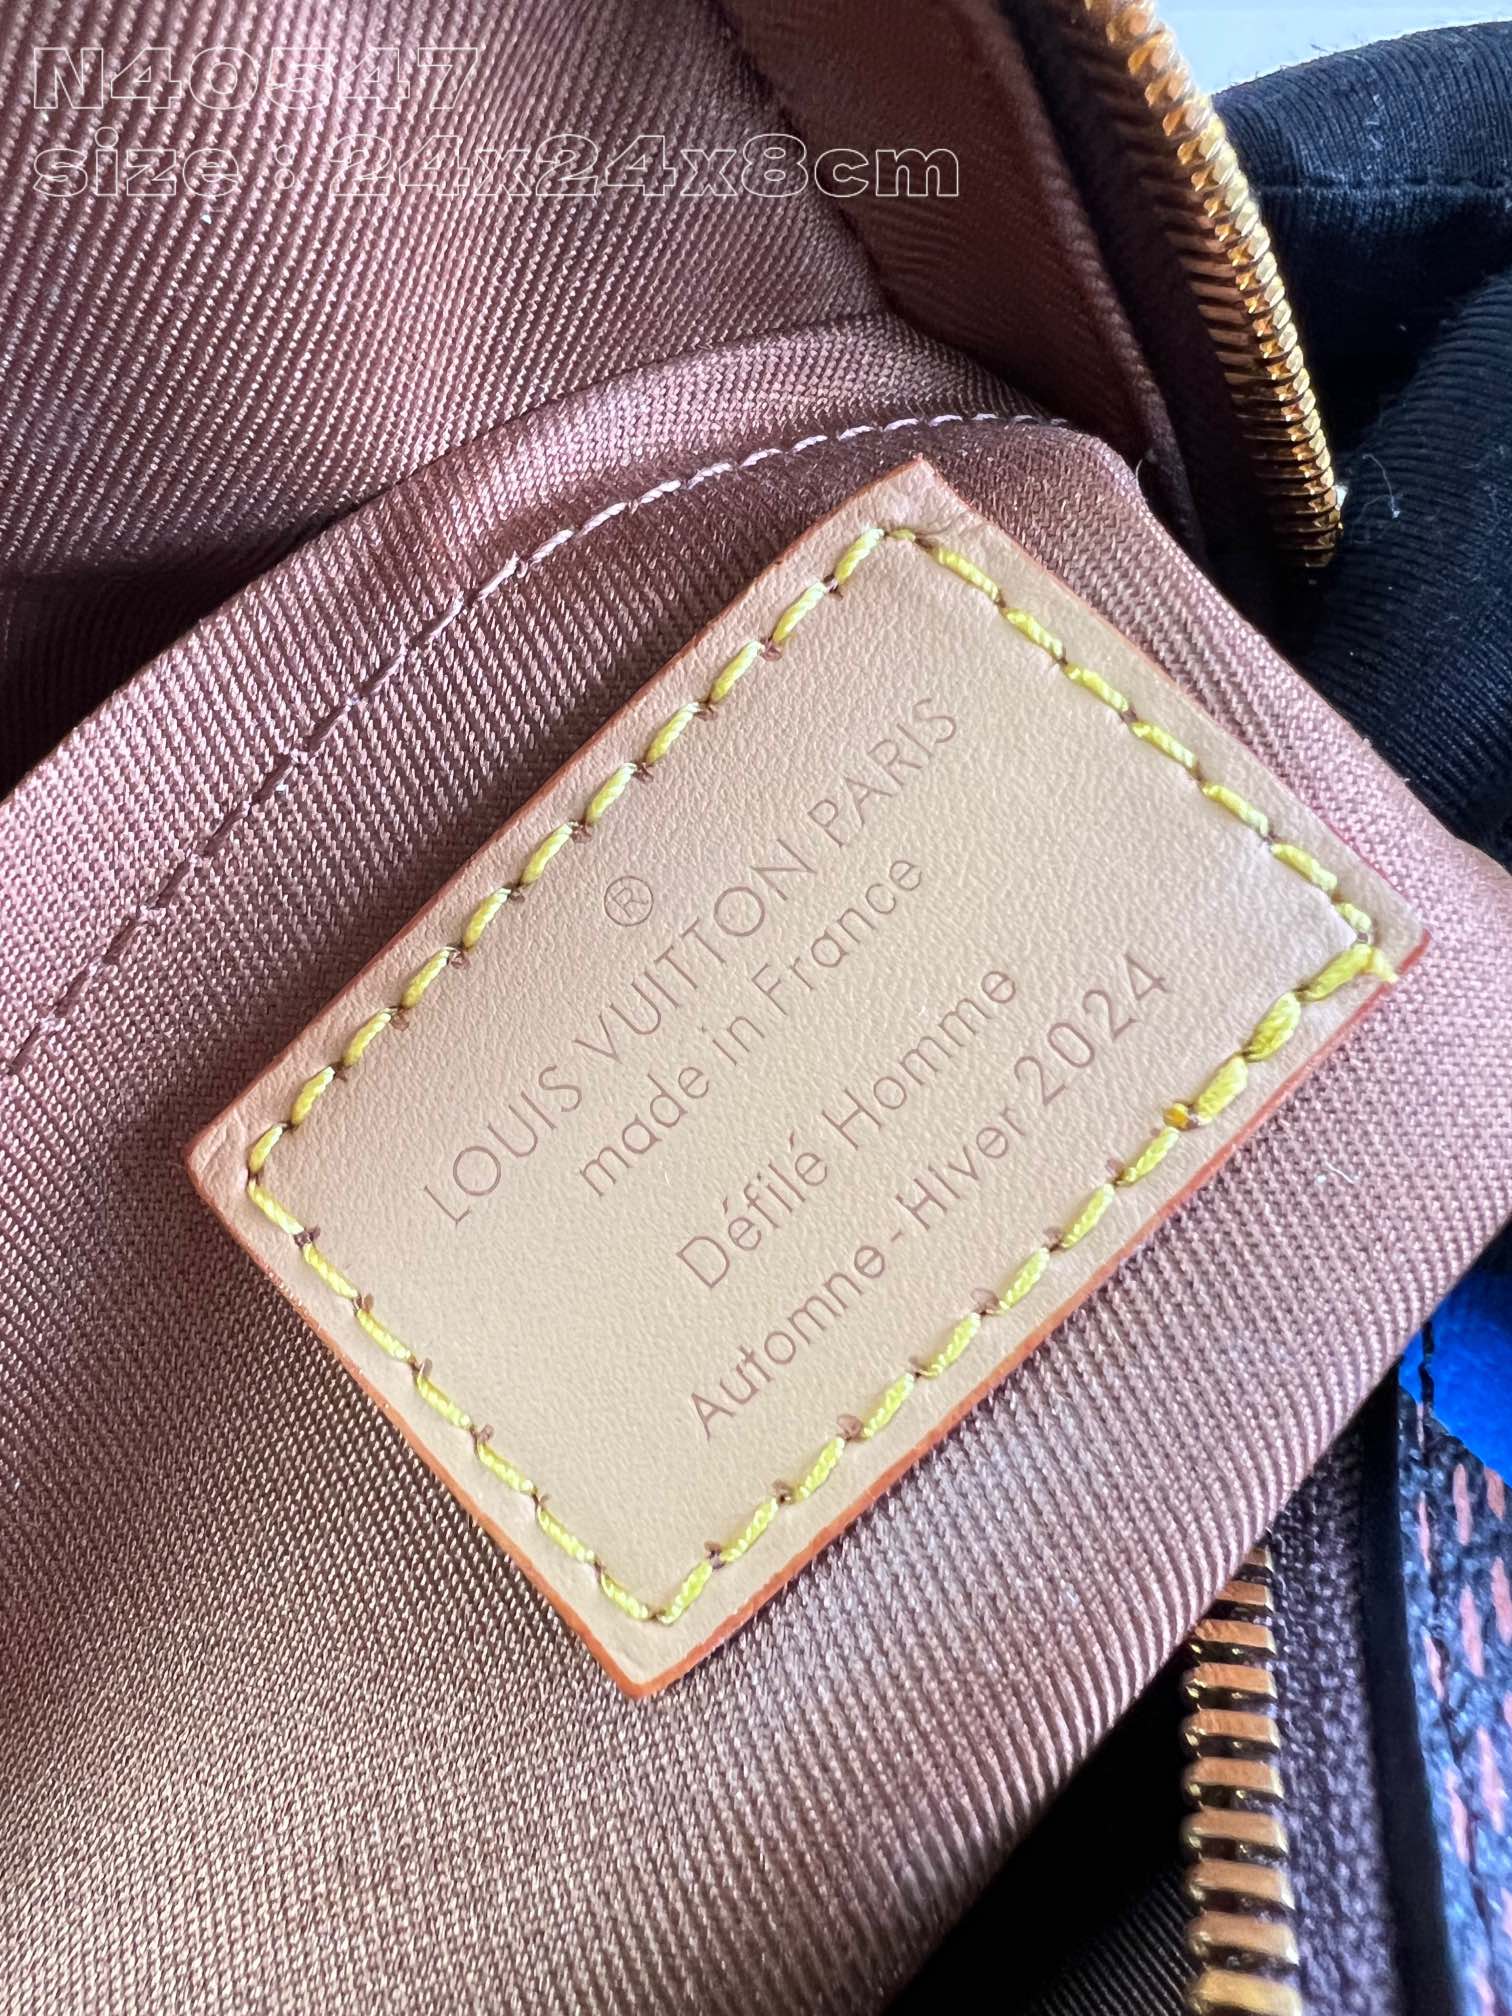 N40547
size : 24x24x8cm
®
LOUIS VUITTON PARIS
made in France
Défilé Homme
Automne-Hiver 2024